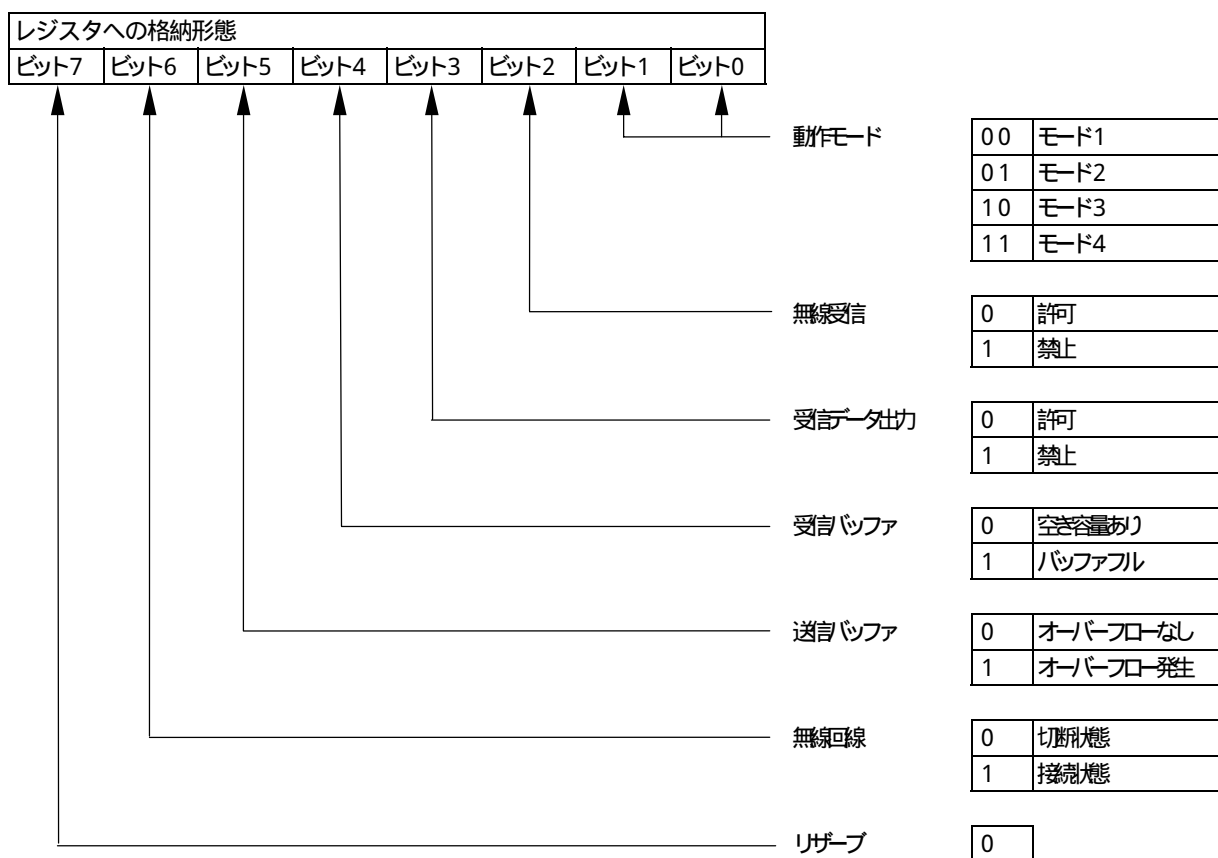 レジスタへの格納形態
ビット7 ビット6 ビット5 ビット4 ビット3 ビット2 ビット1 ビット0
動作モード 00 モード1
01 モード2
10 モード3
11 モード4
無線受信 0 許可
1 禁止
受信データ出力 0 許可
1 禁止
受信バッファ 0 空き容量あり
1 バッファフル
送信バッファ 0 オーバーフローなし
1 オーバーフロー発生
無線回線 0 切断状態
1 接続状態
リザーブ 0